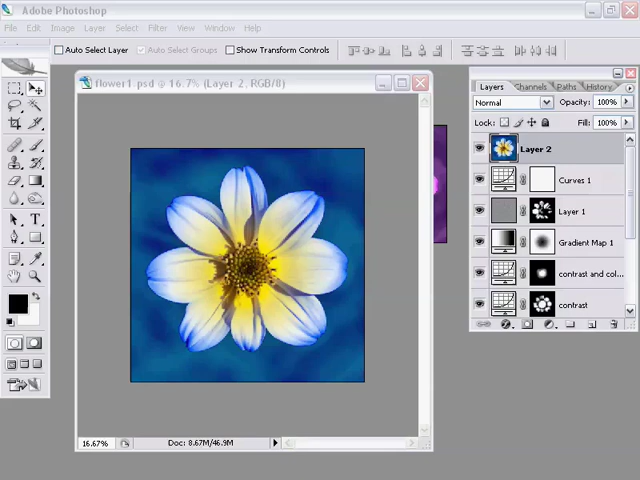 Adobe Photoshop
File Edit Image Layer Select Filter View Window Help
Auto Select Layer Auto Select Groups Show Transform Controls
flower1.psd @ 16.7% (Layer 2, RGB/8)
Layers Channels Paths History
Normal Opacity: 100%
Lock: Fill: 100%
Layer 2
Curves 1
Layer 1
Gradient Map 1
contrast and co...
contrast
T
16.67% Doc: 8.67M/46.9M